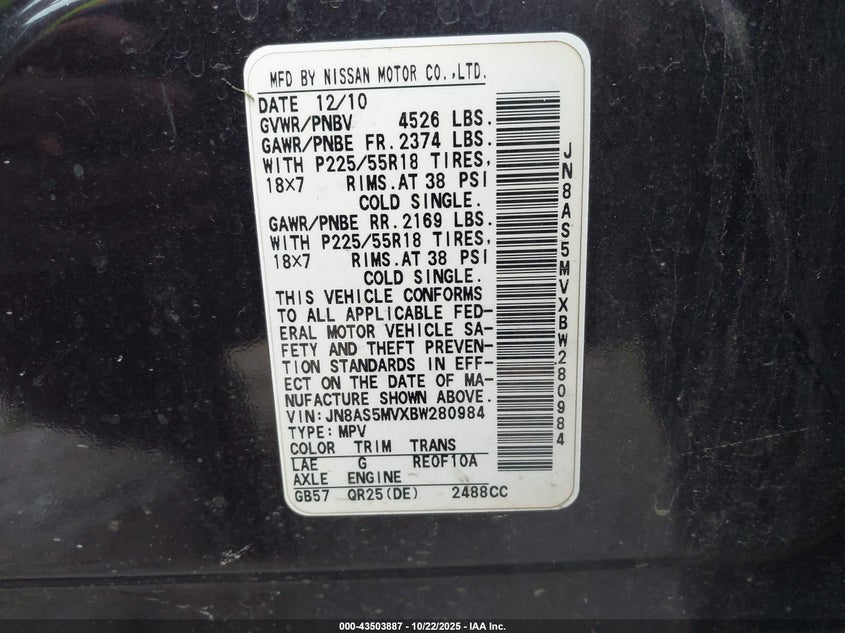 MFD BY NISSAN MOTOR CO.,LTD.
DATE 12/10
GVWR/PNBV 4526 LBS.
GAWR/PNBE FR. 2374 LBS.
WITH P225/55R18 TIRES,
18X7 RIMS.AT 38 PSI
COLD SINGLE.
GAWR/PNBE RR. 2169 LBS.
WITH P225/55R18 TIRES,
18X7 RIMS.AT 38 PSI
COLD SINGLE.
THIS VEHICLE CONFORMS
TO ALL APPLICABLE FED-
ERAL MOTOR VEHICLE SA-
FETY AND THEFT PREVEN-
TION STANDARDS IN EFF-
ECT ON THE DATE OF MA-
NUFACTURE SHOWN ABOVE.
VIN:JN8AS5MVXBW280984
TYPE:MPV
COLOR TRIM TRANS
LAE G RE0F10A
AXLE ENGINE
GB57 QR25(DE) 2488CC
JN8AS5MVXBW280984
000-43503887 - 10/22/2025 - IAA Inc.